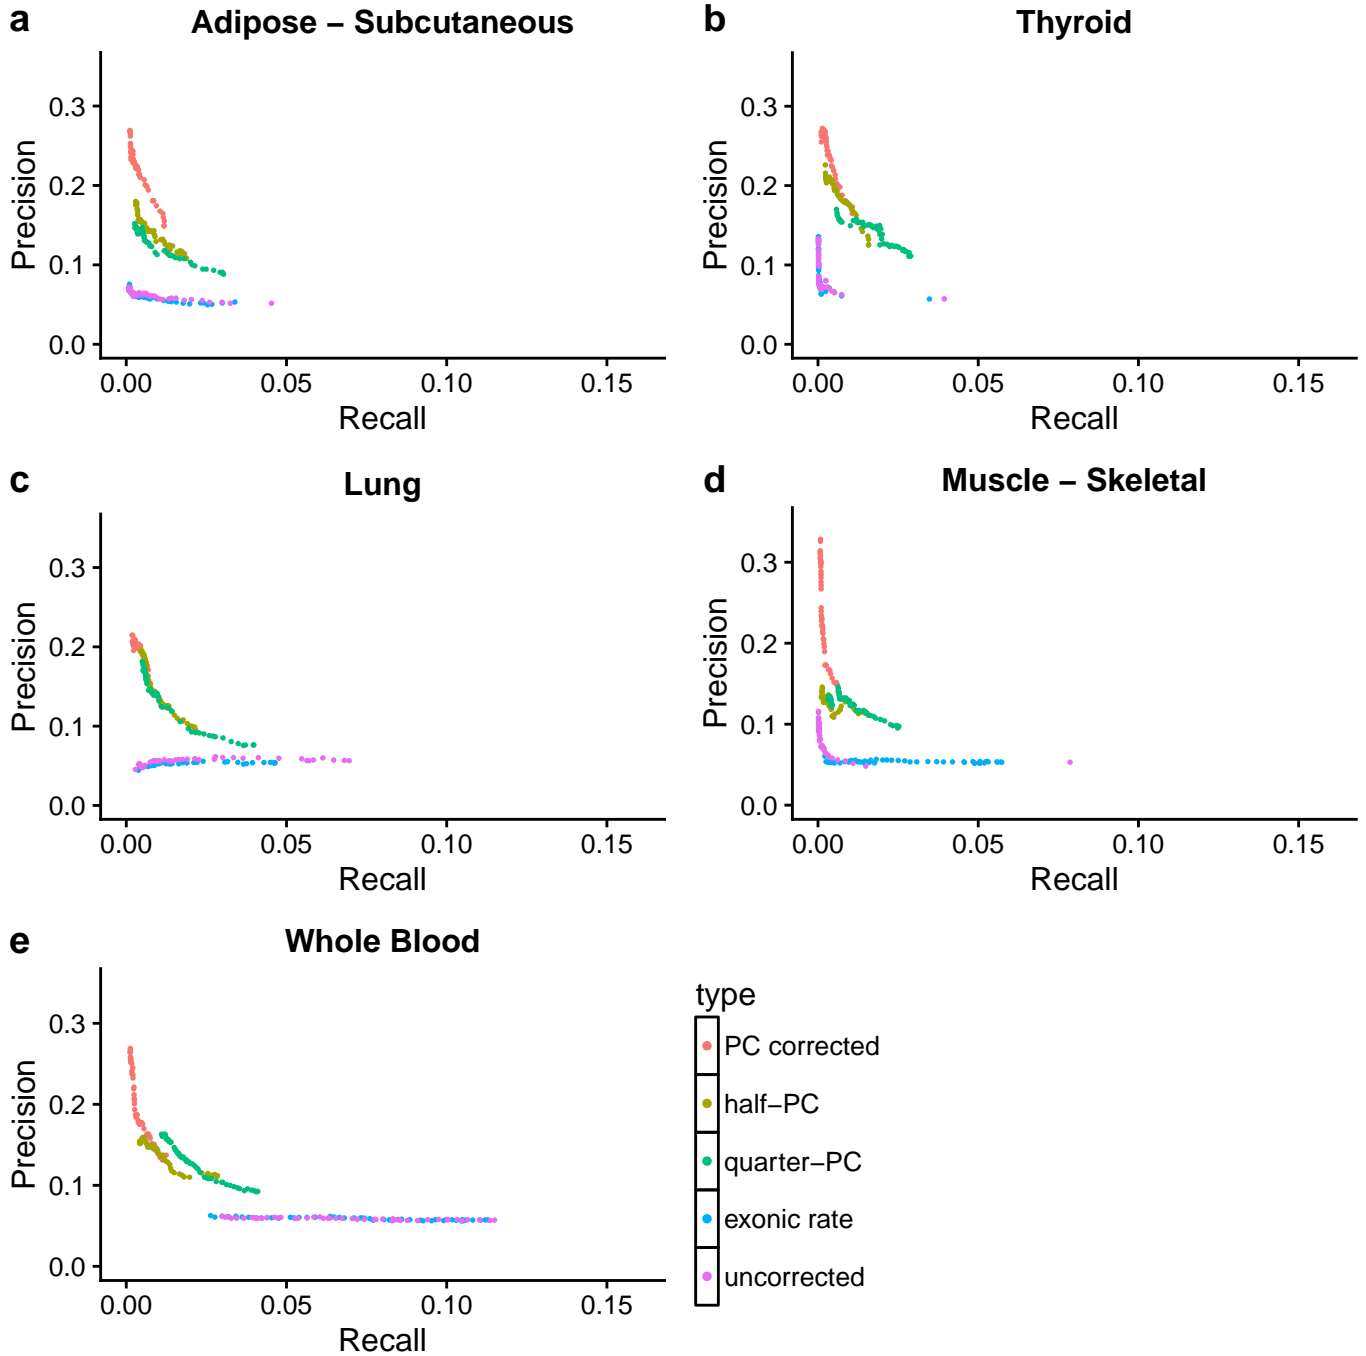 a
Adipose – Subcutaneous
Precision
0.3
0.2
0.1
0.0
0.00 0.05 0.10 0.15
Recall
b
Thyroid
Precision
0.3
0.2
0.1
0.0
0.00 0.05 0.10 0.15
Recall
c
Lung
Precision
0.3
0.2
0.1
0.0
0.00 0.05 0.10 0.15
Recall
d
Muscle – Skeletal
Precision
0.3
0.2
0.1
0.0
0.00 0.05 0.10 0.15
Recall
e
Whole Blood
Precision
0.3
0.2
0.1
0.0
0.00 0.05 0.10 0.15
Recall
type
PC corrected
half–PC
quarter–PC
exonic rate
uncorrected